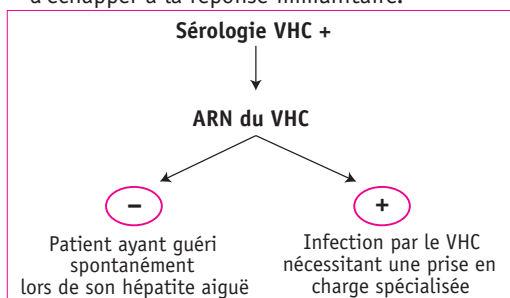 d'échapper à la réponse immunitaire.
Sérologie VHC +
ARN du VHC
–
+
Patient ayant guéri
spontanément
lors de son hépatite aiguë
Infection par le VHC
nécessitant une prise en
charge spécialisée